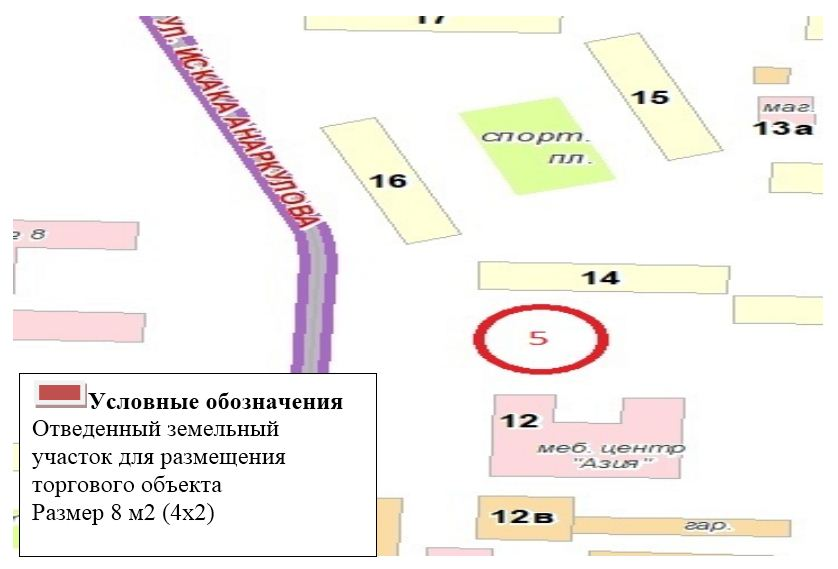 17
УЛ. ИСКАКА АНАРКУЛОВА
15
маг.
13а
спорт.
пл.
16
8
14
5
12
меб. центр
"Азия"
12в
гар.
Условные обозначения
Отведенный земельный
участок для размещения
торгового объекта
Размер 8 м2 (4х2)